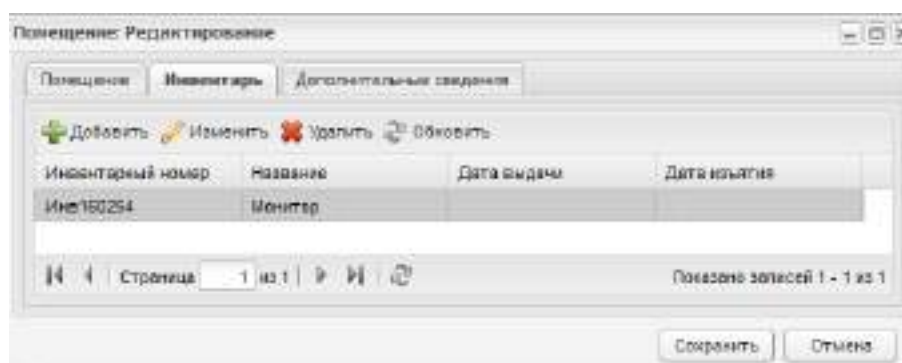 Помещение: Редактирование
Помещение Инвентарь Дополнительные сведения
Добавить Изменить Удалить Обновить
Инвентарный номер Название Дата выдачи Дата изъятия
Инв160254 Монитор
Страница 1 из 1 Показано записей 1 - 1 из 1
Сохранить Отмена